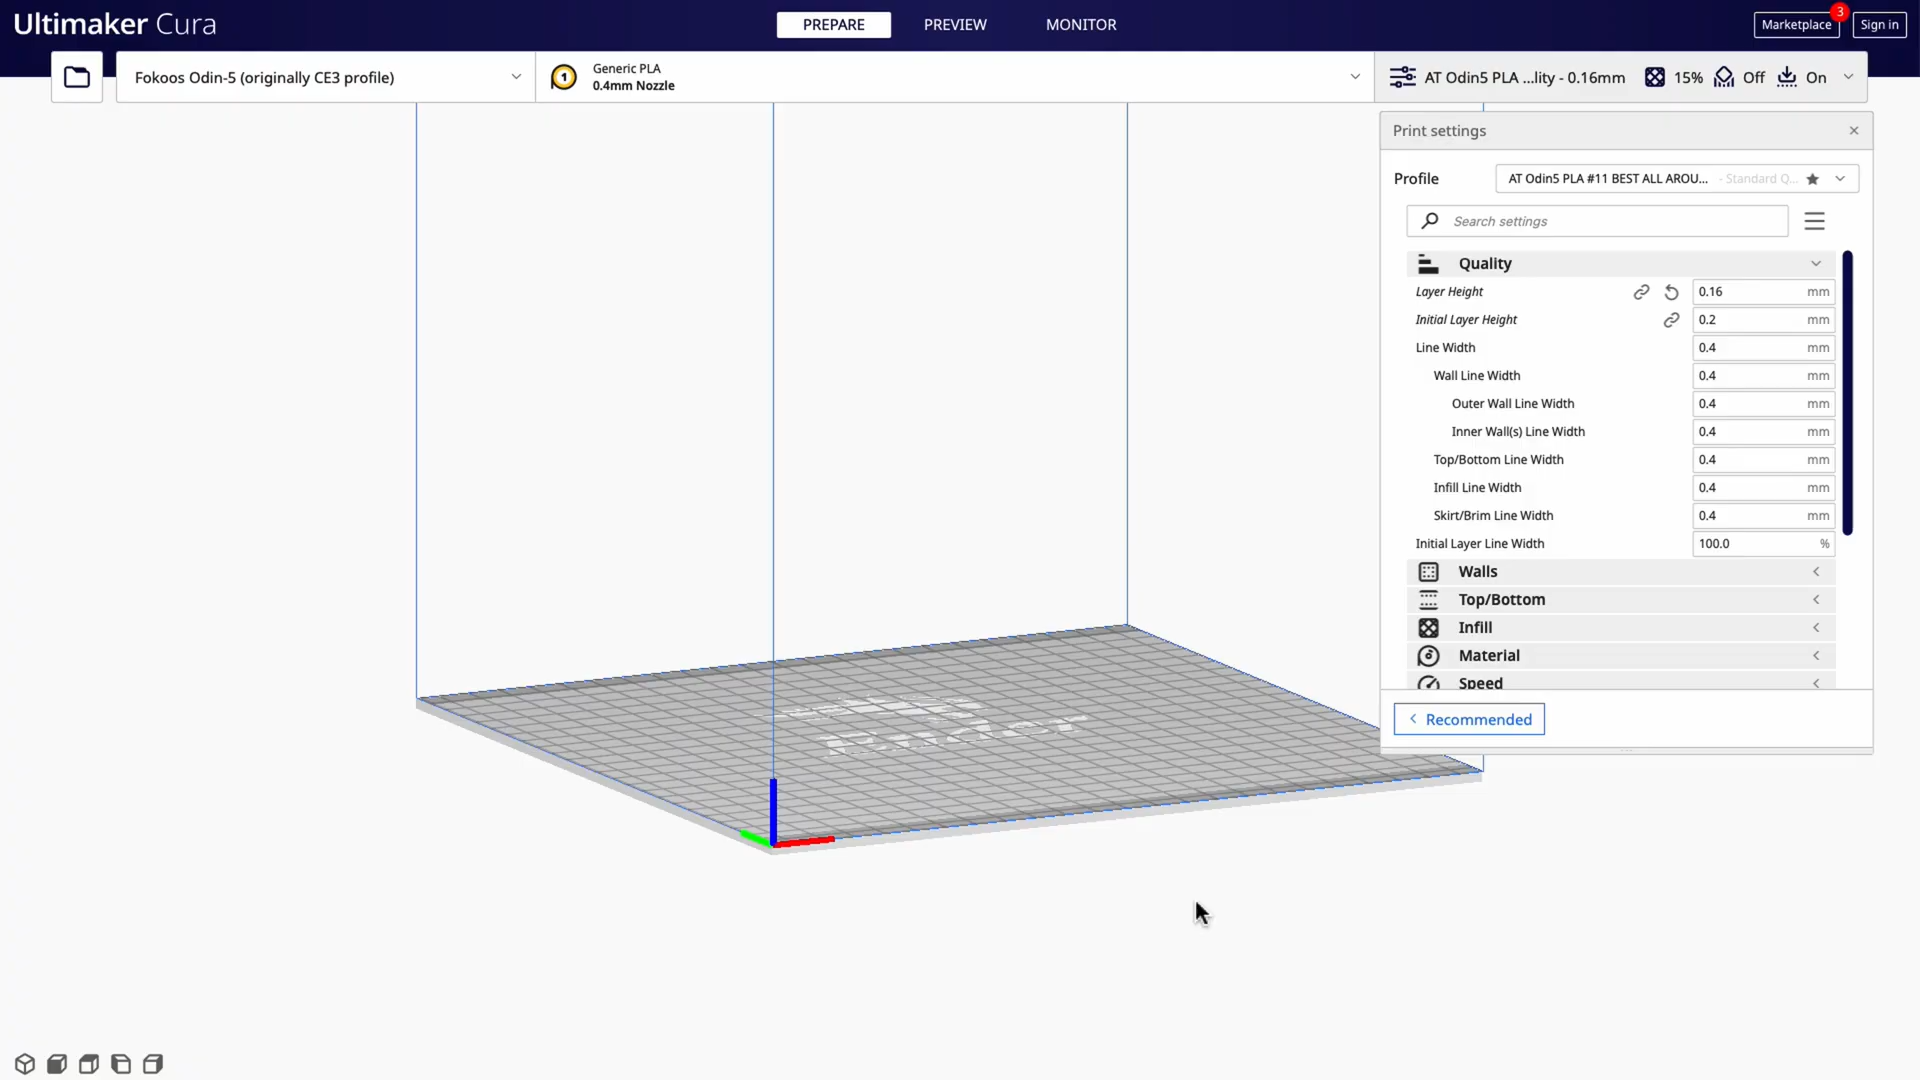 Ultimaker Cura
PREPARE
PREVIEW
MONITOR
Marketplace
3
Sign in
Fokoos Odin-5 (originally CE3 profile)
1
Generic PLA
0.4mm Nozzle
AT Odin5 PLA ...lity - 0.16mm
15%
Off
On
Print settings
Profile
AT Odin5 PLA #11 BEST ALL AROU... - Standard Q...
Search settings
Quality
Layer Height 0.16 mm
Initial Layer Height 0.2 mm
Line Width 0.4 mm
Wall Line Width 0.4 mm
Outer Wall Line Width 0.4 mm
Inner Wall(s) Line Width 0.4 mm
Top/Bottom Line Width 0.4 mm
Infill Line Width 0.4 mm
Skirt/Brim Line Width 0.4 mm
Initial Layer Line Width 100.0 %
Walls
Top/Bottom
Infill
Material
Speed
Recommended
Ender